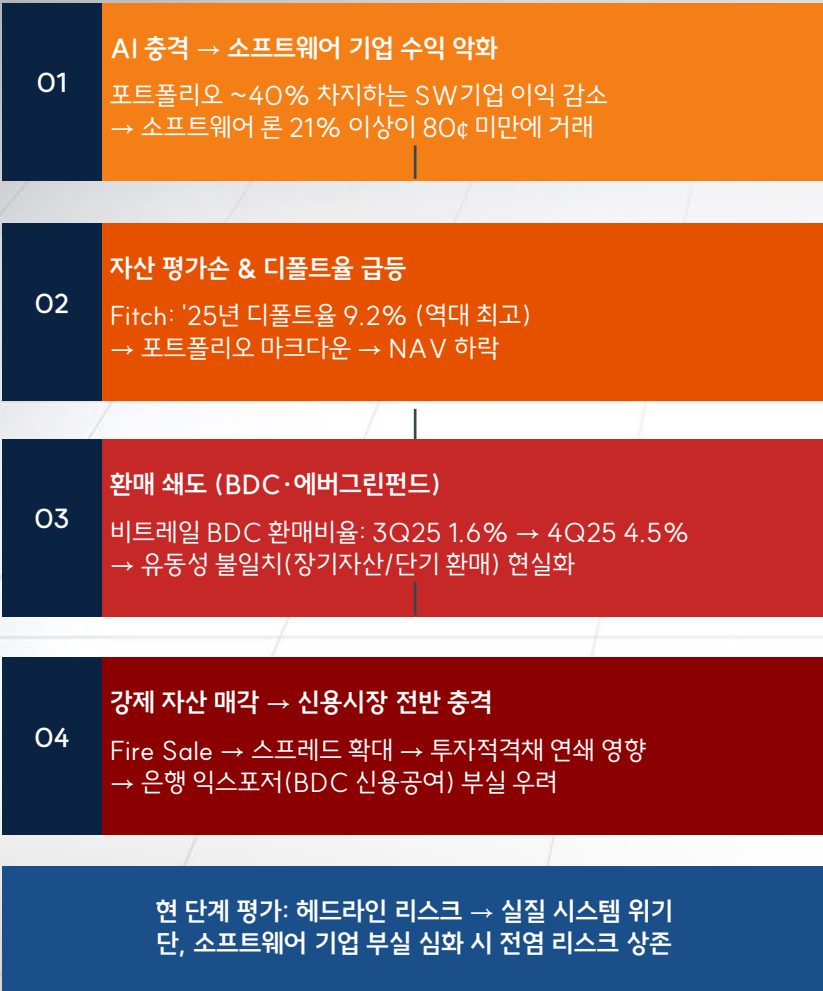 01
AI 충격 → 소프트웨어 기업 수익 악화
포트폴리오 ~40% 차지하는 SW기업 이익 감소
→ 소프트웨어 론 21% 이상이 80¢ 미만에 거래
02
자산 평가손 & 디폴트율 급등
Fitch: '25년 디폴트율 9.2% (역대 최고)
→ 포트폴리오 마크다운 → NAV 하락
03
환매 쇄도 (BDC·에버그린펀드)
비트레일 BDC 환매비율: 3Q25 1.6% → 4Q25 4.5%
→ 유동성 불일치(장기자산/단기 환매) 현실화
04
강제 자산 매각 → 신용시장 전반 충격
Fire Sale → 스프레드 확대 → 투자적격채 연쇄 영향
→ 은행 익스포저(BDC 신용공여) 부실 우려
현 단계 평가: 헤드라인 리스크 → 실질 시스템 위기
단, 소프트웨어 기업 부실 심화 시 전염 리스크 상존